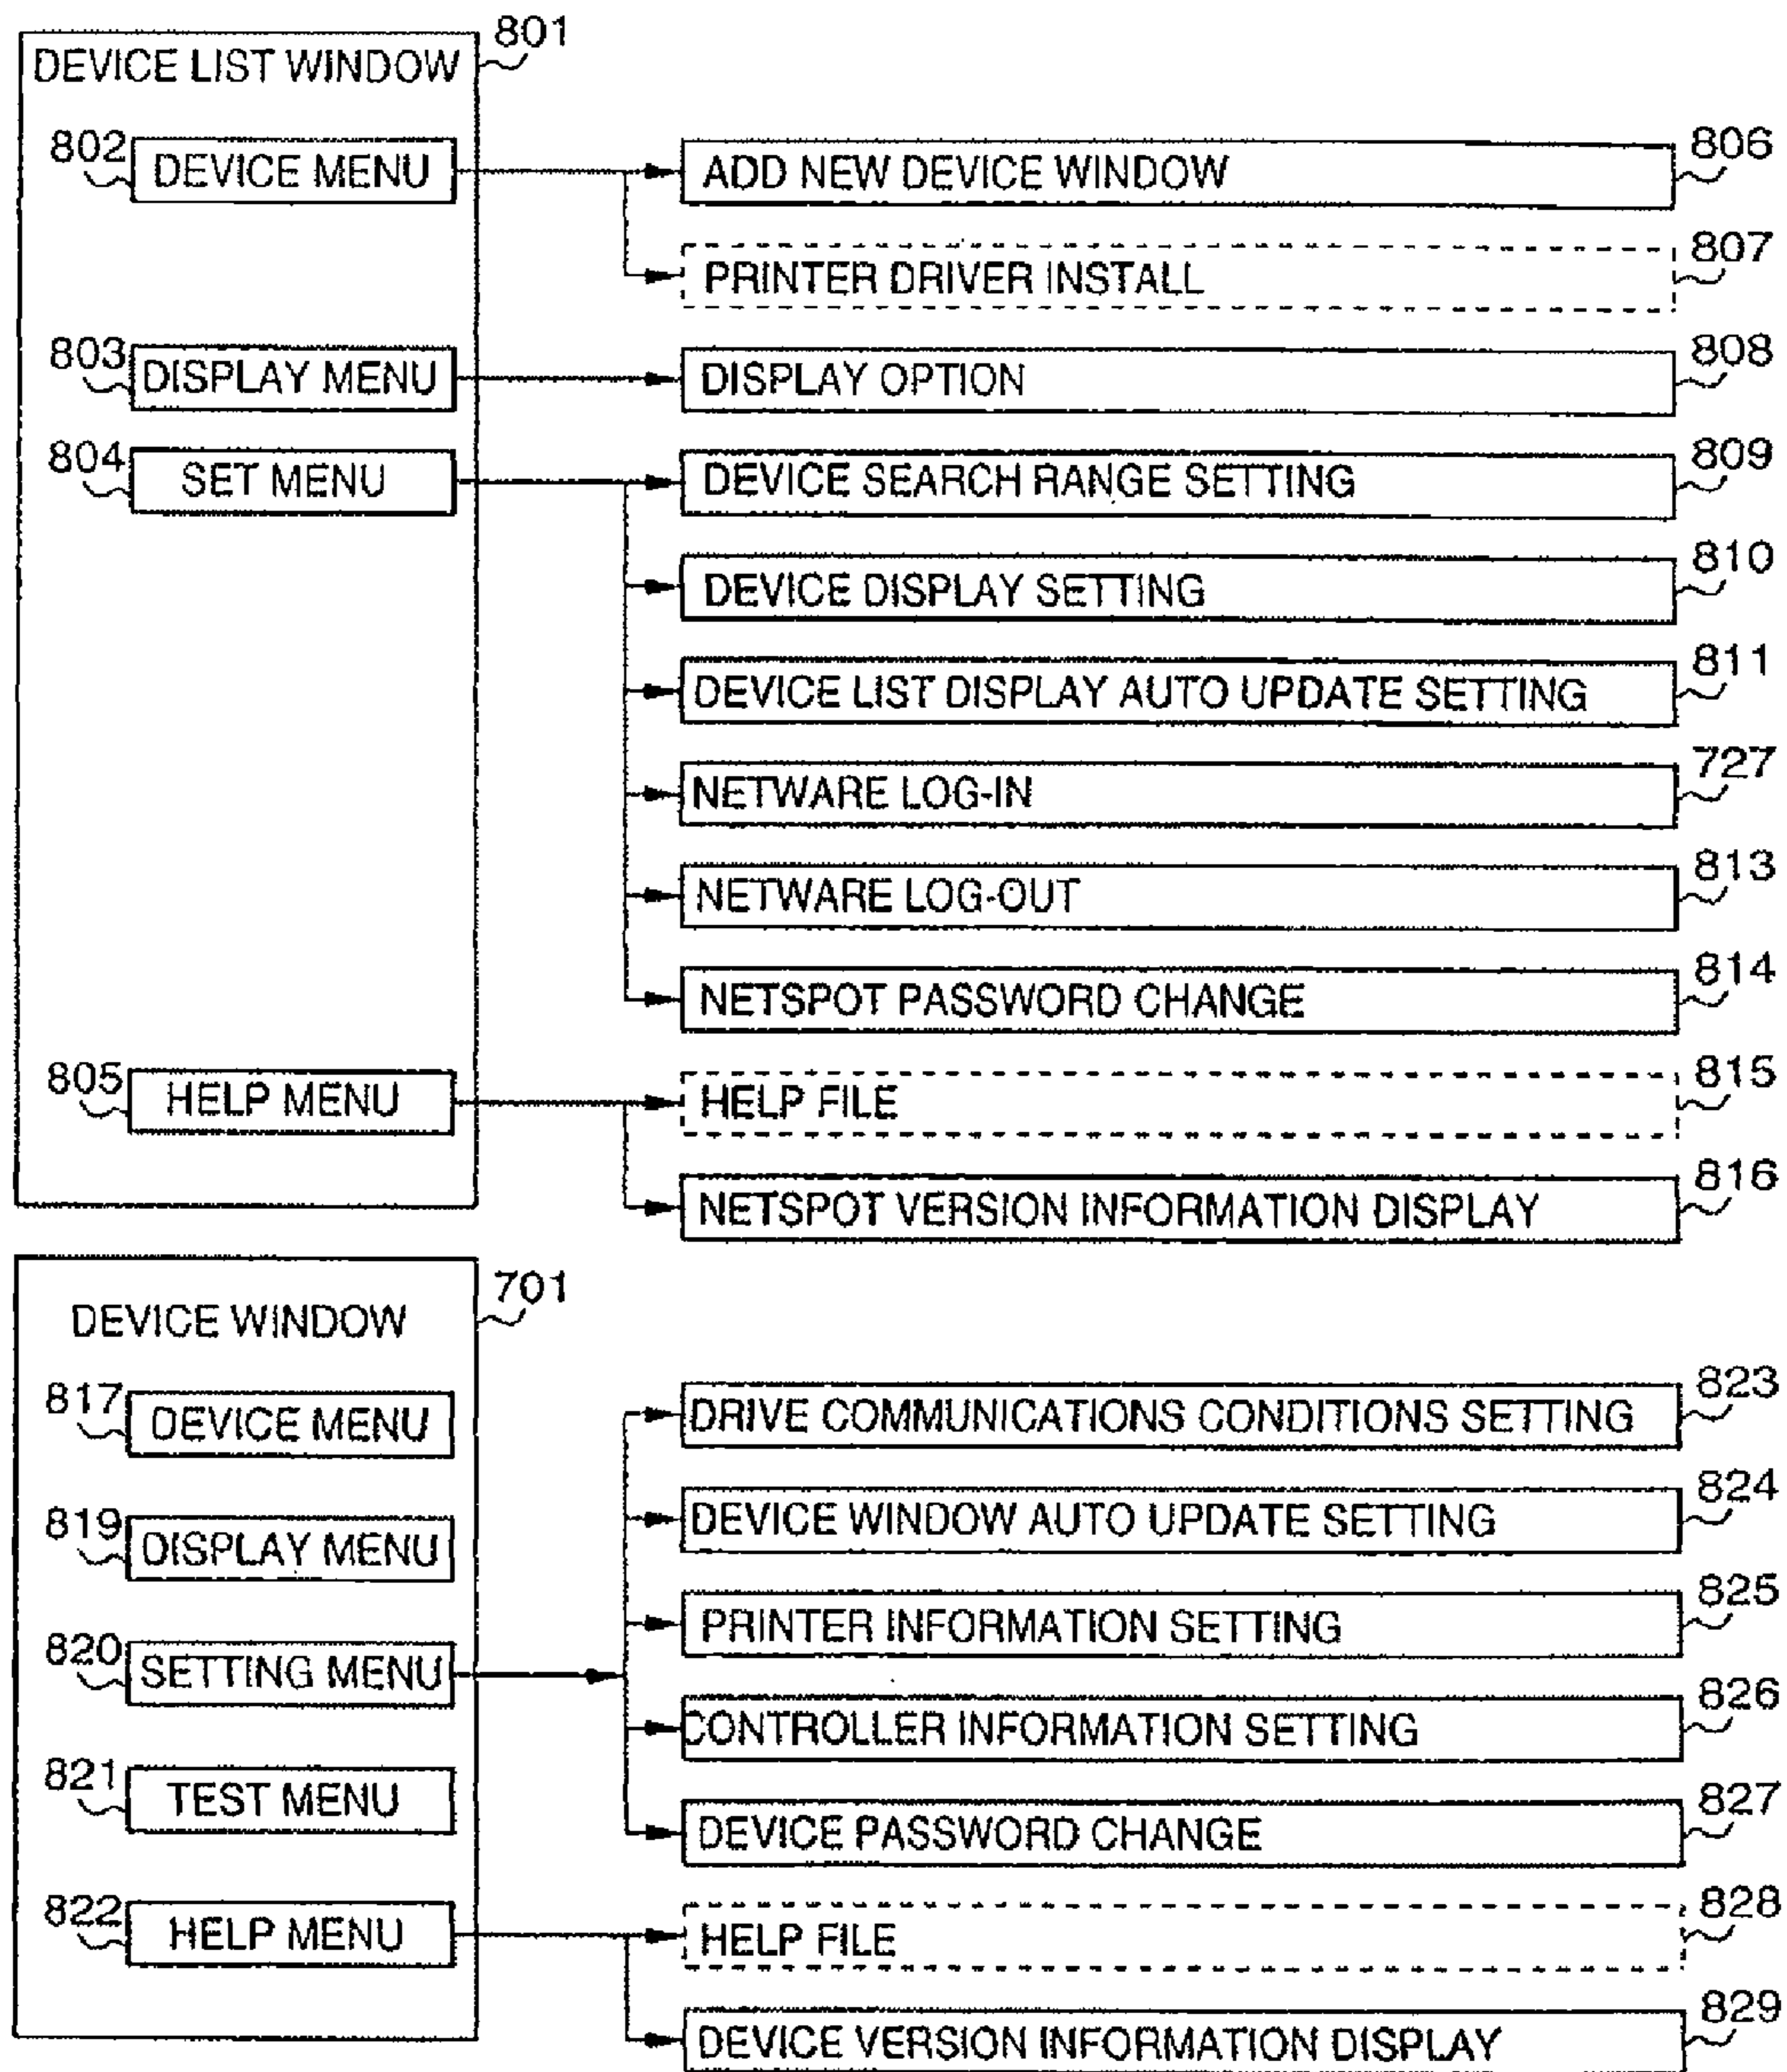 DEVICE LIST WINDOW 801
802 DEVICE MENU ADD NEW DEVICE WINDOW 806
PRINTER DRIVER INSTALL 807
803 DISPLAY MENU DISPLAY OPTION 808
804 SET MENU DEVICE SEARCH RANGE SETTING 809
DEVICE DISPLAY SETTING 810
DEVICE LIST DISPLAY AUTO UPDATE SETTING 811
NETWARE LOG-IN 727
NETWARE LOG-OUT 813
NETSPOT PASSWORD CHANGE 814
805 HELP MENU HELP FILE 815
NETSPOT VERSION INFORMATION DISPLAY 816
DEVICE WINDOW 701
817 DEVICE MENU DRIVE COMMUNICATIONS CONDITIONS SETTING 823
819 DISPLAY MENU DEVICE WINDOW AUTO UPDATE SETTING 824
PRINTER INFORMATION SETTING 825
820 SETTING MENU CONTROLLER INFORMATION SETTING 826
821 TEST MENU DEVICE PASSWORD CHANGE 827
822 HELP MENU HELP FILE 828
DEVICE VERSION INFORMATION DISPLAY 829